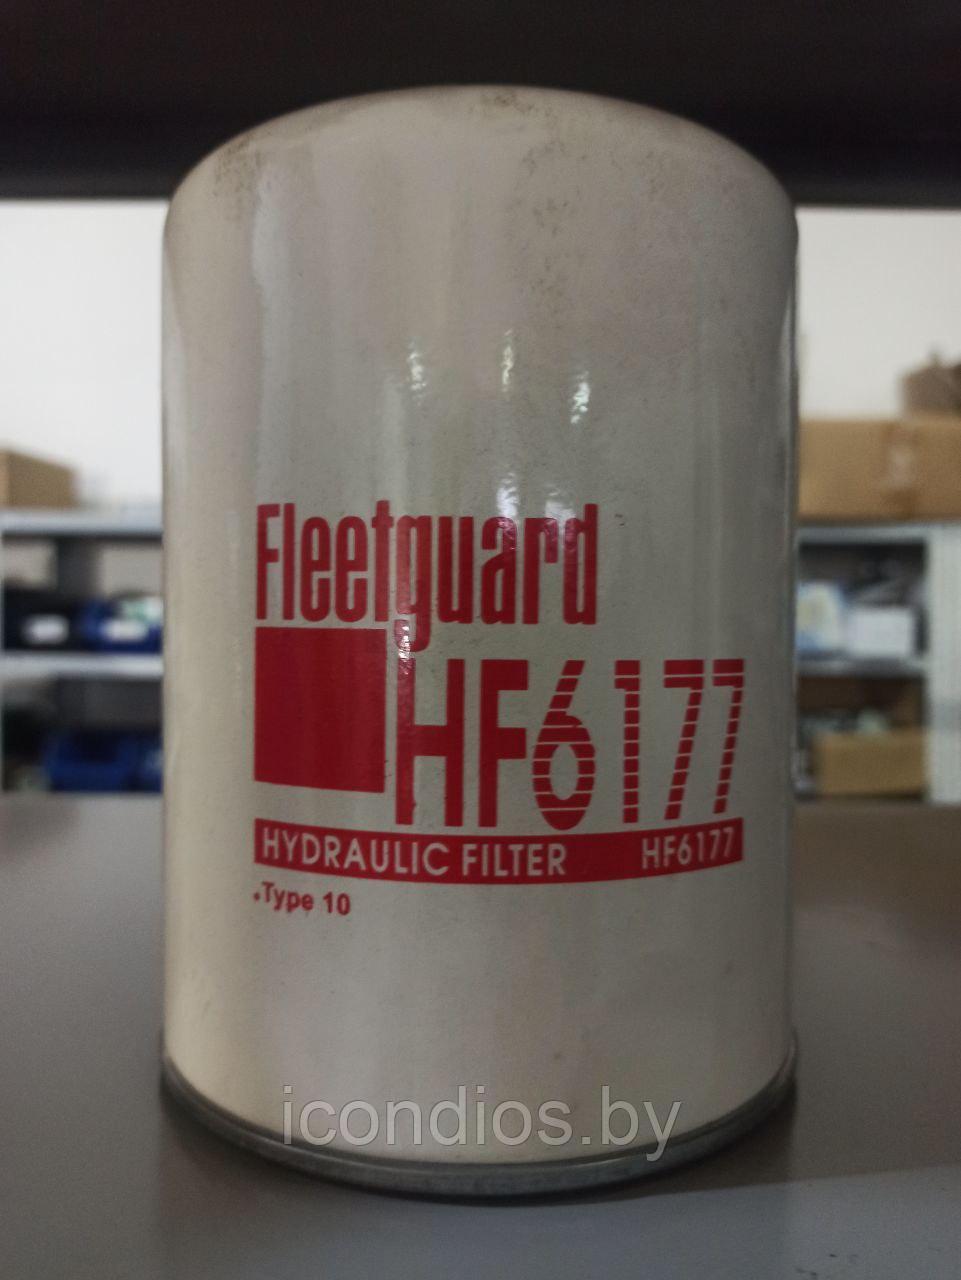 Fleetguard
HF6177
HYDRAULIC FILTER HF6177
.Type 10
icondios.by